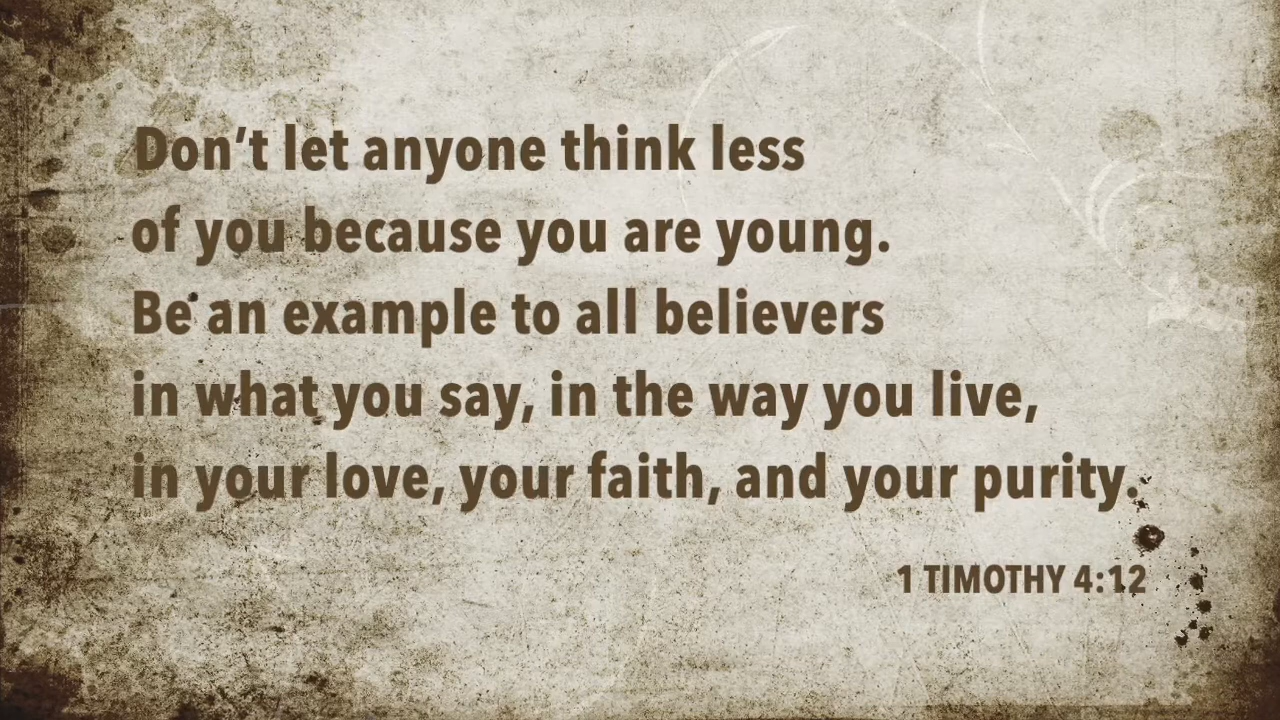 Don’t let anyone think less
of you because you are young.
Be an example to all believers
in what you say, in the way you live,
in your love, your faith, and your purity.
1 TIMOTHY 4:12